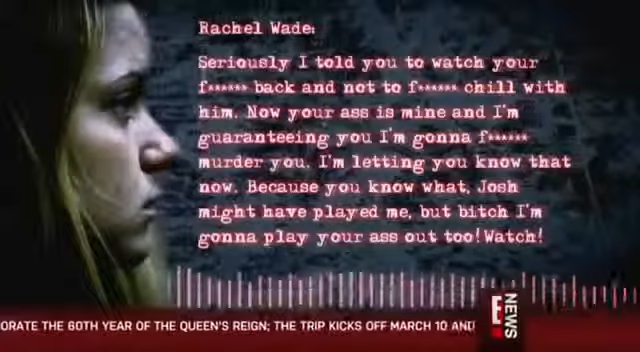 Rachel Wade:
Seriously I told you to watch your
f****** back and not to f****** chill with
him. Now your ass is mine and I'm
guaranteeing you I'm gonna f******
murder you. I'm letting you know that
now. Because you know what, Josh
might have played me, but bitch I'm
gonna play your ass out too! Watch!
ORATE THE 60TH YEAR OF THE QUEEN'S REIGN; THE TRIP KICKS OFF MARCH 10 AND
E!
NEWS